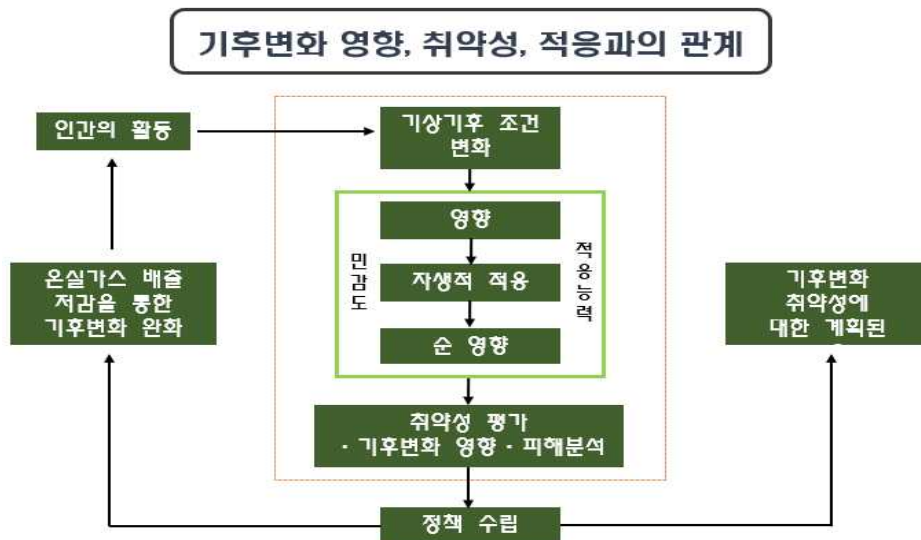 기후변화 영향, 취약성, 적응과의 관계
인간의 활동
기상기후 조건
변화
영향
민감도
적응능력
자생적 적용
순 영향
온실가스 배출
저감을 통한
기후변화 완화
기후변화
취약성에
대한 계획된
취약성 평가
· 기후변화 영향 · 피해분석
정책 수립